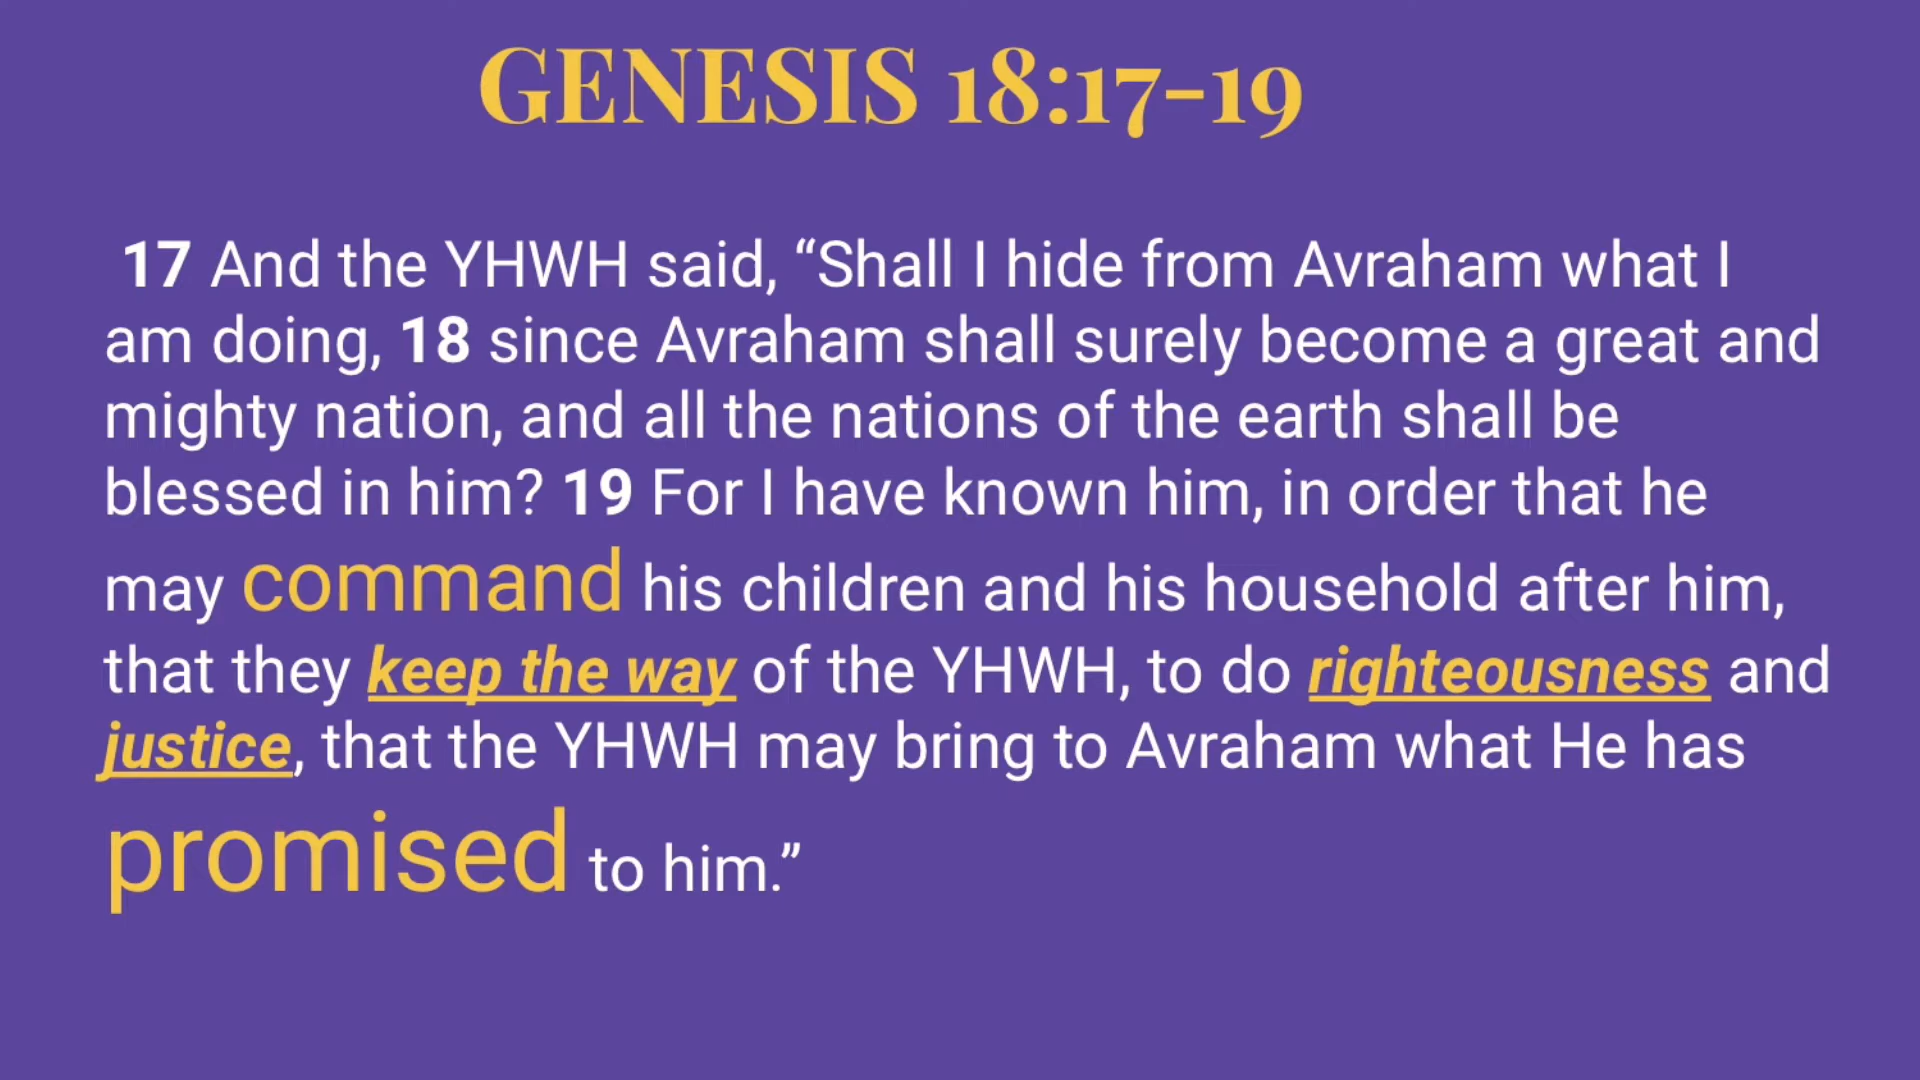 GENESIS 18:17-19
17 And the YHWH said, “Shall I hide from Avraham what I
am doing, 18 since Avraham shall surely become a great and
mighty nation, and all the nations of the earth shall be
blessed in him? 19 For I have known him, in order that he
may command his children and his household after him,
that they keep the way of the YHWH, to do righteousness and
justice, that the YHWH may bring to Avraham what He has
promised to him.”